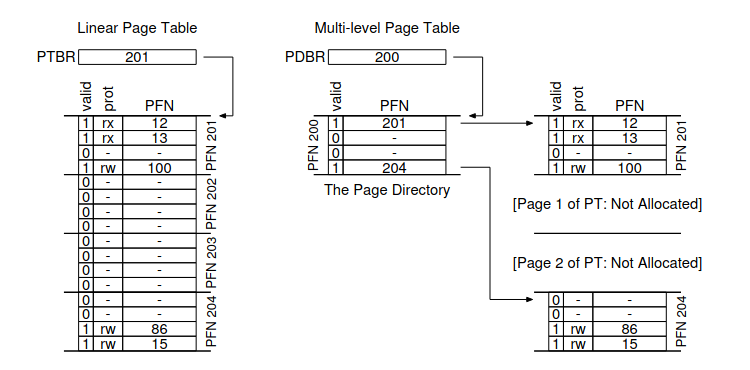 Linear Page Table
PTBR 201
valid prot PFN
1 rx 12
1 rx 13
0 - -
1 rw 100
PFN 201
0 - -
0 - -
0 - -
0 - -
PFN 202
0 - -
0 - -
0 - -
0 - -
PFN 203
0 - -
0 - -
1 rw 86
1 rw 15
PFN 204
Multi-level Page Table
PDBR 200
valid PFN
1 201
0 -
0 -
1 204
PFN 200
The Page Directory
valid prot PFN
1 rx 12
1 rx 13
0 - -
1 rw 100
PFN 201
[Page 1 of PT: Not Allocated]
[Page 2 of PT: Not Allocated]
0 - -
0 - -
1 rw 86
1 rw 15
PFN 204